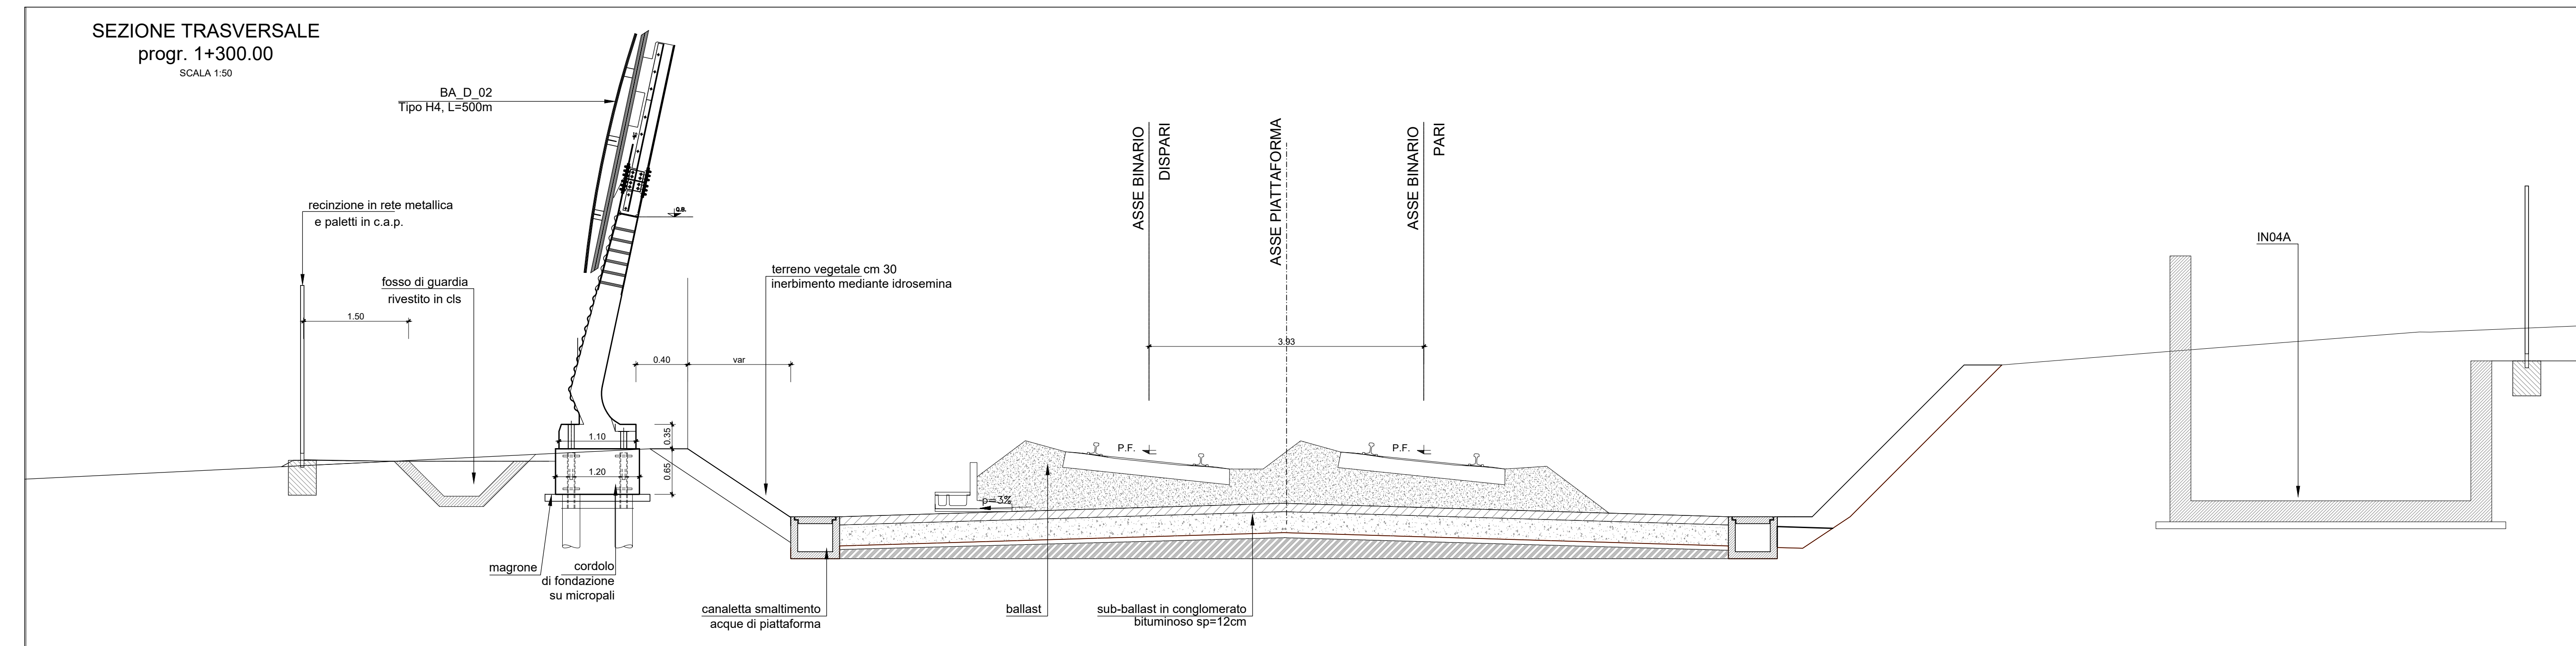 SEZIONE TRASVERSALE
progr. 1+300.00
SCALA 1:50
BA_D_02
Tipo H4, L=500m
recinzione in rete metallica
e paletti in c.a.p.
fosso di guardia
rivestito in cls
1.50
0.40
var
terreno vegetale cm 30
inerbimento mediante idrosemina
ASSE BINARIO
DISPARI
ASSE PIATTAFORMA
ASSE BINARIO
PARI
3.93
IN04A
1.10
0.35
1.20
0.65
P.F.
P.F.
p=3%
magrone
cordolo
di fondazione
su micropali
canaletta smaltimento
acque di piattaforma
ballast
sub-ballast in conglomerato
bituminoso sp=12cm